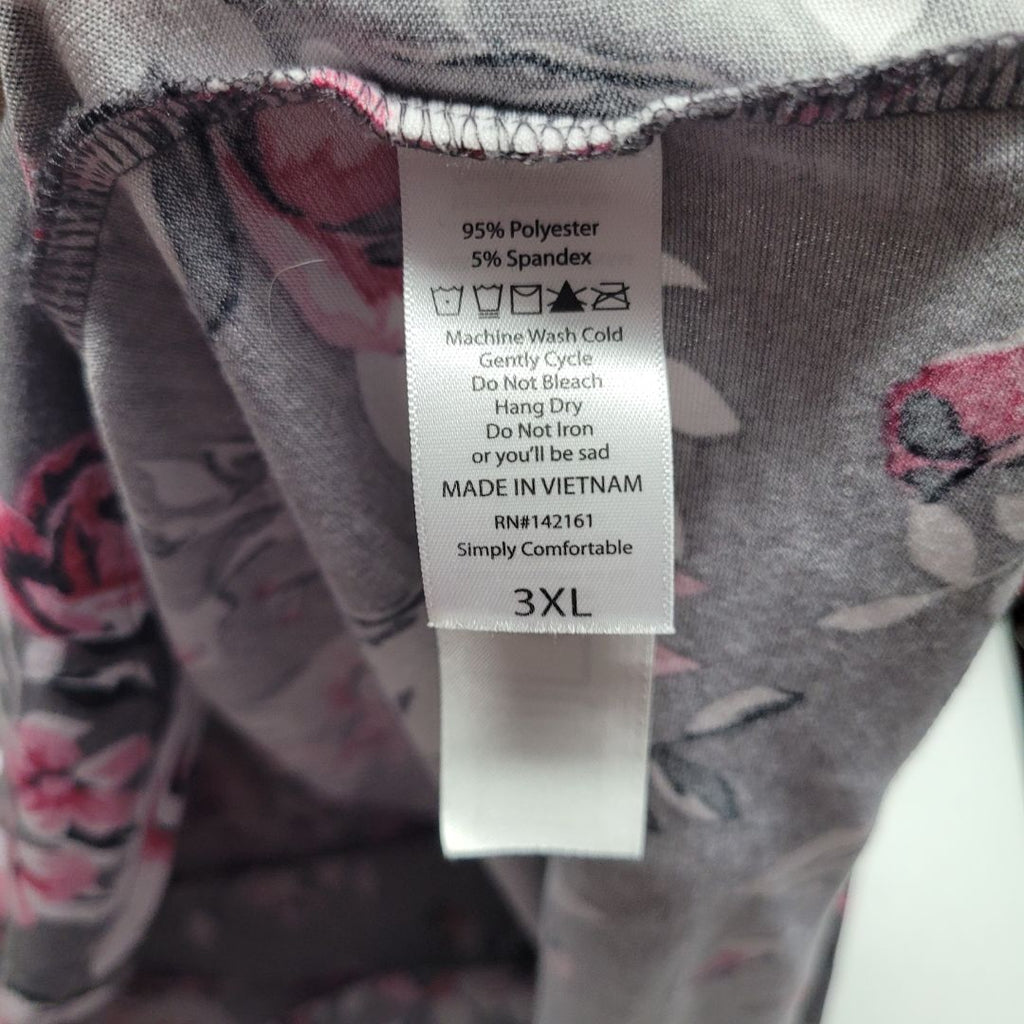 95% Polyester
5% Spandex
Machine Wash Cold
Gently Cycle
Do Not Bleach
Hang Dry
Do Not Iron
or you'll be sad
MADE IN VIETNAM
RN#142161
Simply Comfortable
3XL